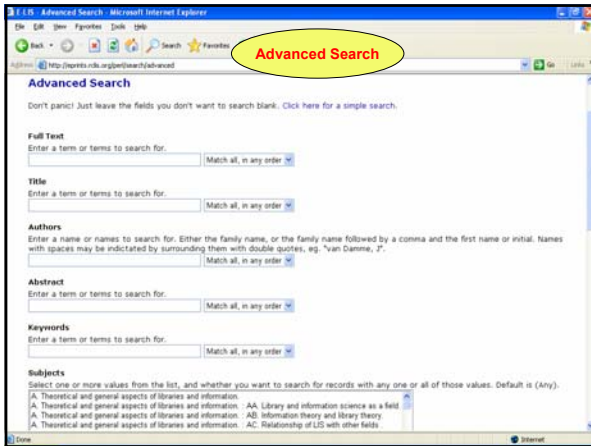 E-LIS - Advanced Search - Microsoft Internet Explorer
File Edit View Favorites Tools Help
Back Search Favorites
Advanced Search
Address http://eprints.rclis.org/perl/search/advanced Go Links
Advanced Search
Don't panic! Just leave the fields you don't want to search blank. Click here for a simple search.
Full Text
Enter a term or terms to search for.
Match all, in any order
Title
Enter a term or terms to search for.
Match all, in any order
Authors
Enter a name or names to search for. Either the family name, or the family name followed by a comma and the first name or initial. Names
with spaces may be indictated by surrounding them with double quotes, eg. "van Damme, J".
Match all, in any order
Abstract
Enter a term or terms to search for.
Match all, in any order
Keywords
Enter a term or terms to search for.
Match all, in any order
Subjects
Select one or more values from the list, and whether you want to search for records with any one or all of those values. Default is (Any).
A. Theoretical and general aspects of libraries and information.
A. Theoretical and general aspects of libraries and information. : AA. Library and information science as a field.
A. Theoretical and general aspects of libraries and information. : AB. Information theory and library theory.
A. Theoretical and general aspects of libraries and information. : AC. Relationship of LIS with other fields
Done Internet